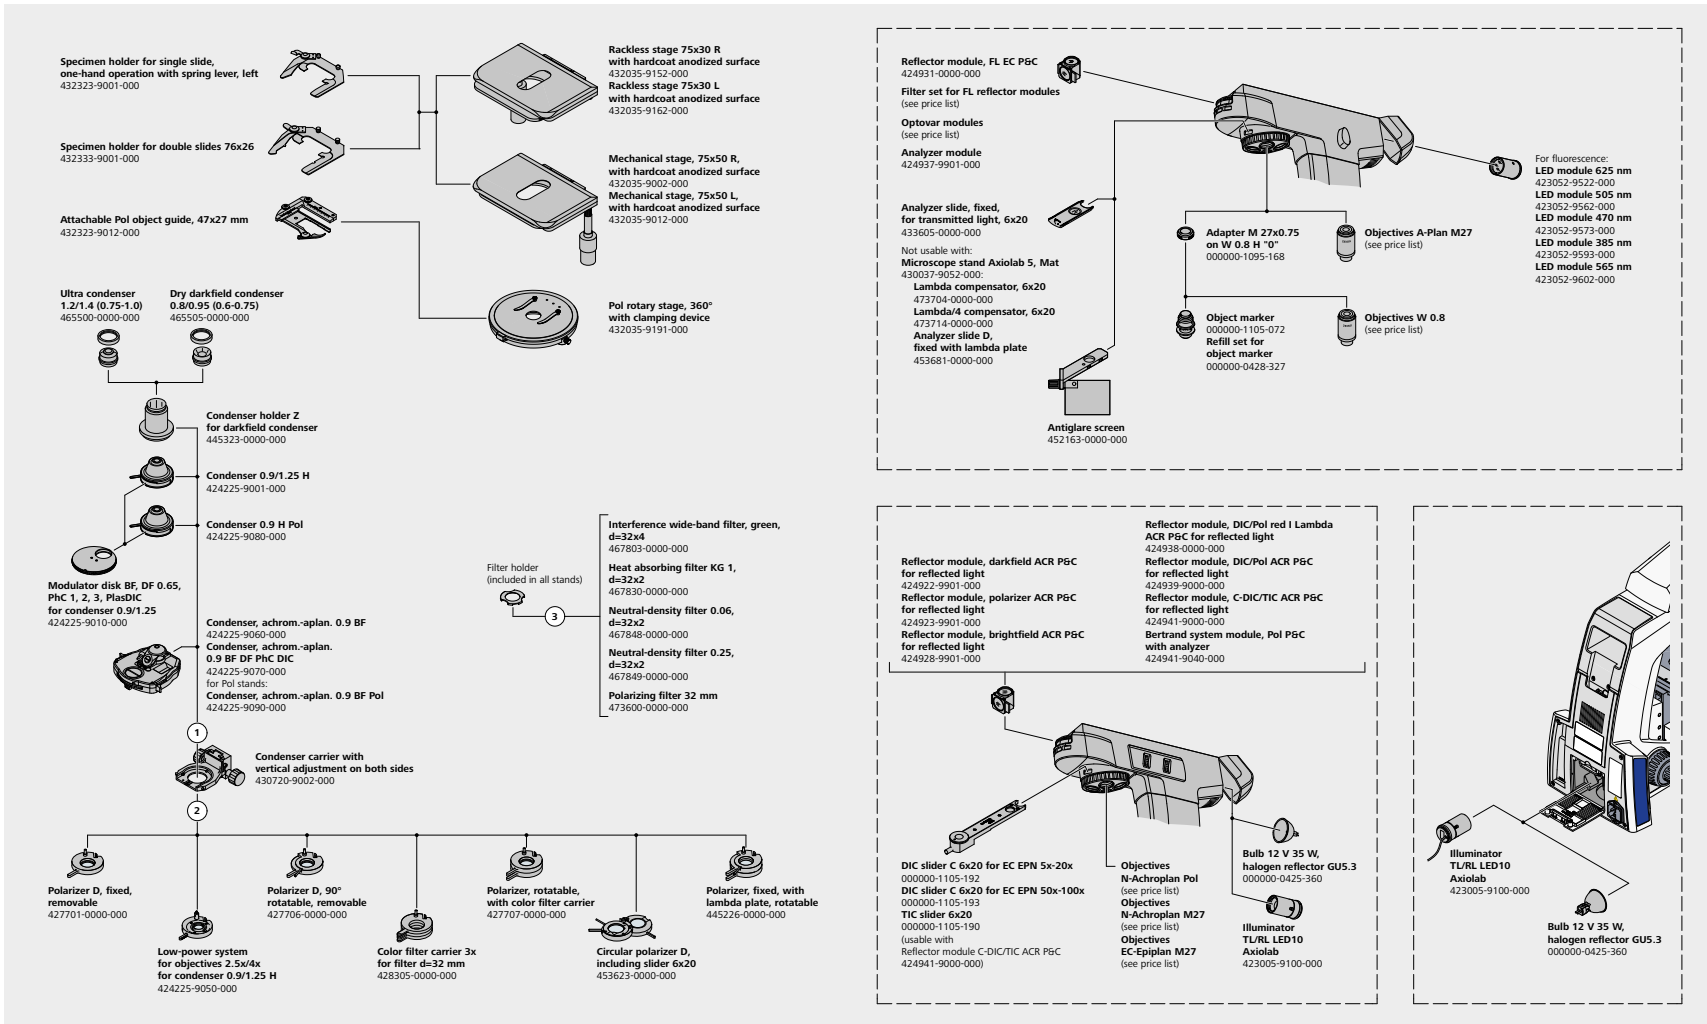 Specimen holder for single slide,
one-hand operation with spring lever, left
432323-9001-000
Specimen holder for double slides 76x26
432333-9001-000
Attachable Pol object guide, 47x27 mm
432323-9012-000
Rackless stage 75x30 R
with hardcoat anodized surface
432035-9152-000
Rackless stage 75x30 L
with hardcoat anodized surface
432035-9162-000
Mechanical stage, 75x50 R,
with hardcoat anodized surface
432035-9002-000
Mechanical stage, 75x50 L,
with hardcoat anodized surface
432035-9012-000
Pol rotary stage, 360°
with clamping device
432035-9191-000
Ultra condenser
1.2/1.4 (0.75-1.0)
465500-0000-000
Dry darkfield condenser
0.8/0.95 (0.6-0.75)
465505-0000-000
Condenser holder Z
for darkfield condenser
445323-0000-000
Condenser 0.9/1.25 H
424225-9001-000
Condenser 0.9 H Pol
424225-9080-000
Modulator disk BF, DF 0.65,
PhC 1, 2, 3, PlasDIC
for condenser 0.9/1.25
424225-9010-000
Condenser, achrom.-aplan. 0.9 BF
424225-9060-000
Condenser, achrom.-aplan.
0.9 BF DF PhC DIC
424225-9070-000
for Pol stands:
Condenser, achrom.-aplan. 0.9 BF Pol
424225-9090-000
1
Condenser carrier with
vertical adjustment on both sides
430720-9002-000
2
Filter holder
(included in all stands)
3
Interference wide-band filter, green,
d=32x4
467803-0000-000
Heat absorbing filter KG 1,
d=32x2
467830-0000-000
Neutral-density filter 0.06,
d=32x2
467848-0000-000
Neutral-density filter 0.25,
d=32x2
467849-0000-000
Polarizing filter 32 mm
473600-0000-000
Polarizer D, fixed,
removable
427701-0000-000
Low-power system
for objectives 2.5x/4x
for condenser 0.9/1.25 H
424225-9050-000
Polarizer D, 90°
rotatable, removable
427706-0000-000
Color filter carrier 3x
for filter d=32 mm
428305-0000-000
Polarizer, rotatable,
with color filter carrier
427707-0000-000
Circular polarizer D,
including slider 6x20
453623-0000-000
Polarizer, fixed, with
lambda plate, rotatable
445226-0000-000
Reflector module, FL EC P&C
424931-0000-000
Filter set for FL reflector modules
(see price list)
Optovar modules
(see price list)
Analyzer module
424937-9901-000
Analyzer slide, fixed,
for transmitted light, 6x20
433605-0000-000
Not usable with:
Microscope stand Axiolab 5, Mat
430037-9052-000:
Lambda compensator, 6x20
473704-0000-000
Lambda/4 compensator, 6x20
473714-0000-000
Analyzer slide D,
fixed with lambda plate
453681-0000-000
Antiglare screen
452163-0000-000
Adapter M 27x0.75
on W 0.8 H "0"
000000-1095-168
Objectives A-Plan M27
(see price list)
Object marker
000000-1105-072
Refill set for
object marker
000000-0428-327
Objectives W 0.8
(see price list)
For fluorescence:
LED module 625 nm
423052-9522-000
LED module 505 nm
423052-9562-000
LED module 470 nm
423052-9573-000
LED module 385 nm
423052-9593-000
LED module 565 nm
423052-9602-000
Reflector module, darkfield ACR P&C
for reflected light
424922-9901-000
Reflector module, polarizer ACR P&C
for reflected light
424923-9901-000
Reflector module, brightfield ACR P&C
for reflected light
424928-9901-000
Reflector module, DIC/Pol red I Lambda
ACR P&C for reflected light
424938-0000-000
Reflector module, DIC/Pol ACR P&C
for reflected light
424939-9000-000
Reflector module, C-DIC/TIC ACR P&C
for reflected light
424941-9000-000
Bertrand system module, Pol P&C
with analyzer
424941-9040-000
DIC slider C 6x20 for EC EPN 5x-20x
000000-1105-192
DIC slider C 6x20 for EC EPN 50x-100x
000000-1105-193
TIC slider 6x20
000000-1105-190
(usable with
Reflector module C-DIC/TIC ACR P&C
424941-9000-000)
Objectives
N-Achroplan Pol
(see price list)
Objectives
N-Achroplan M27
(see price list)
Objectives
EC-Epiplan M27
(see price list)
Bulb 12 V 35 W,
halogen reflector GU5.3
000000-0425-360
Illuminator
TL/RL LED10
Axiolab
423005-9100-000
Illuminator
TL/RL LED10
Axiolab
423005-9100-000
Bulb 12 V 35 W,
halogen reflector GU5.3
000000-0425-360